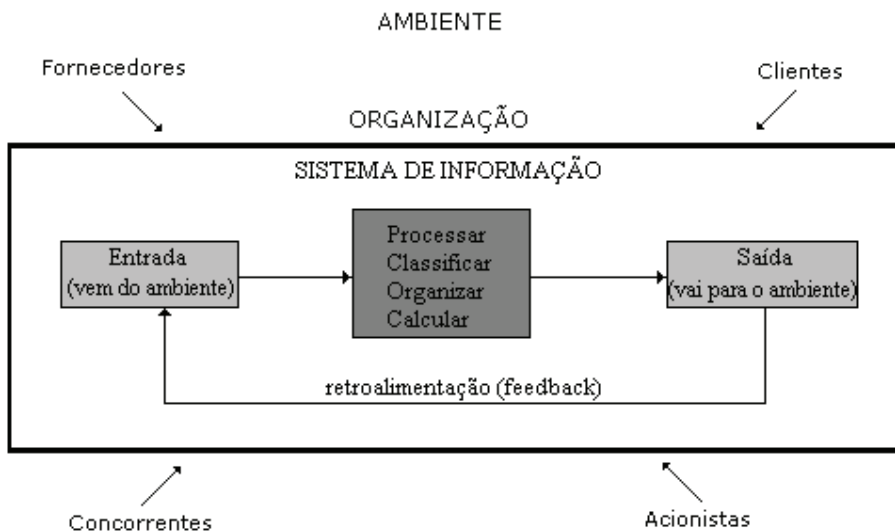 AMBIENTE
Fornecedores
Clientes
ORGANIZAÇÃO
SISTEMA DE INFORMAÇÃO
Entrada
(vem do ambiente)
Processar
Classificar
Organizar
Calcular
Saída
(vai para o ambiente)
retroalimentação (feedback)
Concorrentes
Acionistas